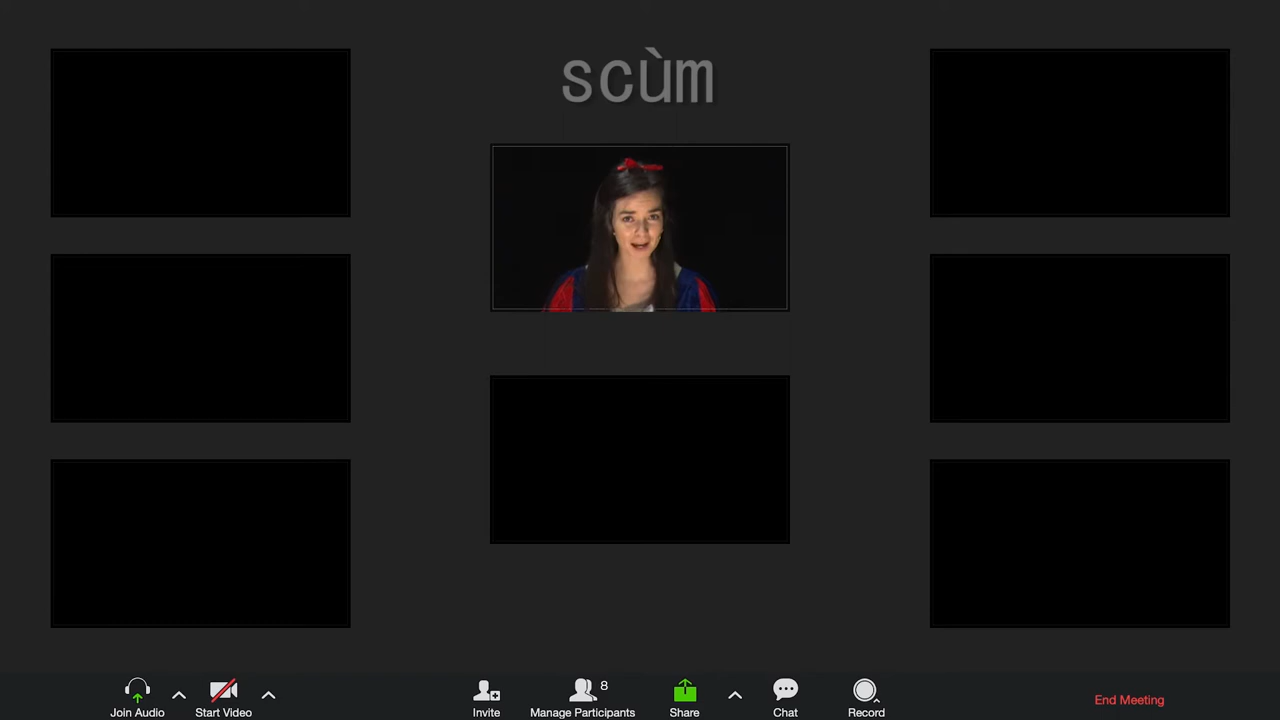 scùm
Join Audio
Start Video
Invite
Manage Participants
8
Share
Chat
Record
End Meeting